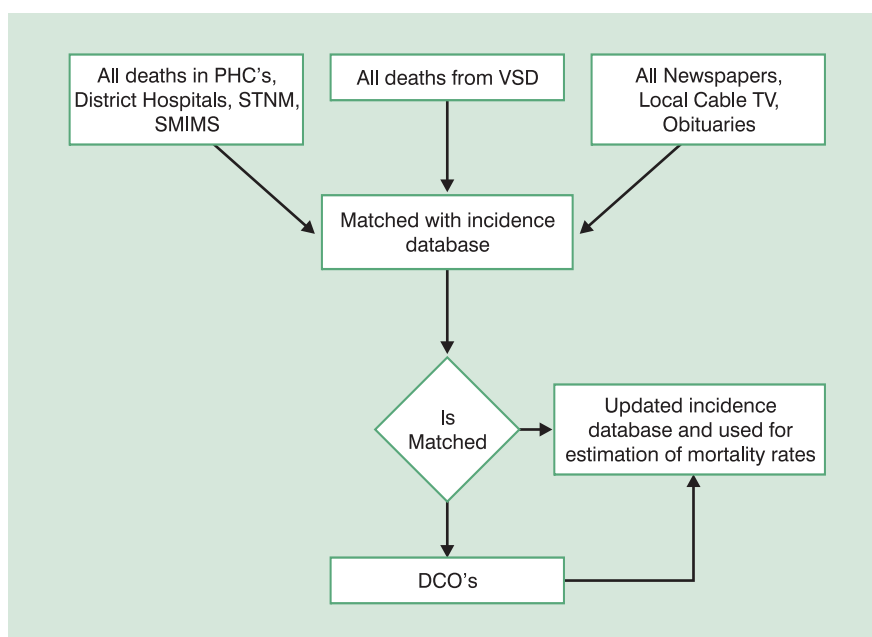 All deaths in PHC's,
District Hospitals, STNM,
SMIMS
All deaths from VSD
All Newspapers,
Local Cable TV,
Obituaries
Matched with incidence
database
Is
Matched
Updated incidence
database and used for
estimation of mortality rates
DCO's